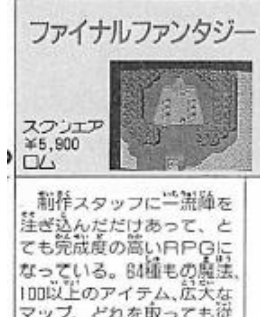 ファイナルファンタジー
スクウェア
¥5,900
ROM
制作スタッフに一流陣を
注ぎ込んだだけあって、と
ても完成度の高いRPGに
なっている。64種もの魔法、
100以上のアイテム、広大な
マップ、どれを取っても従